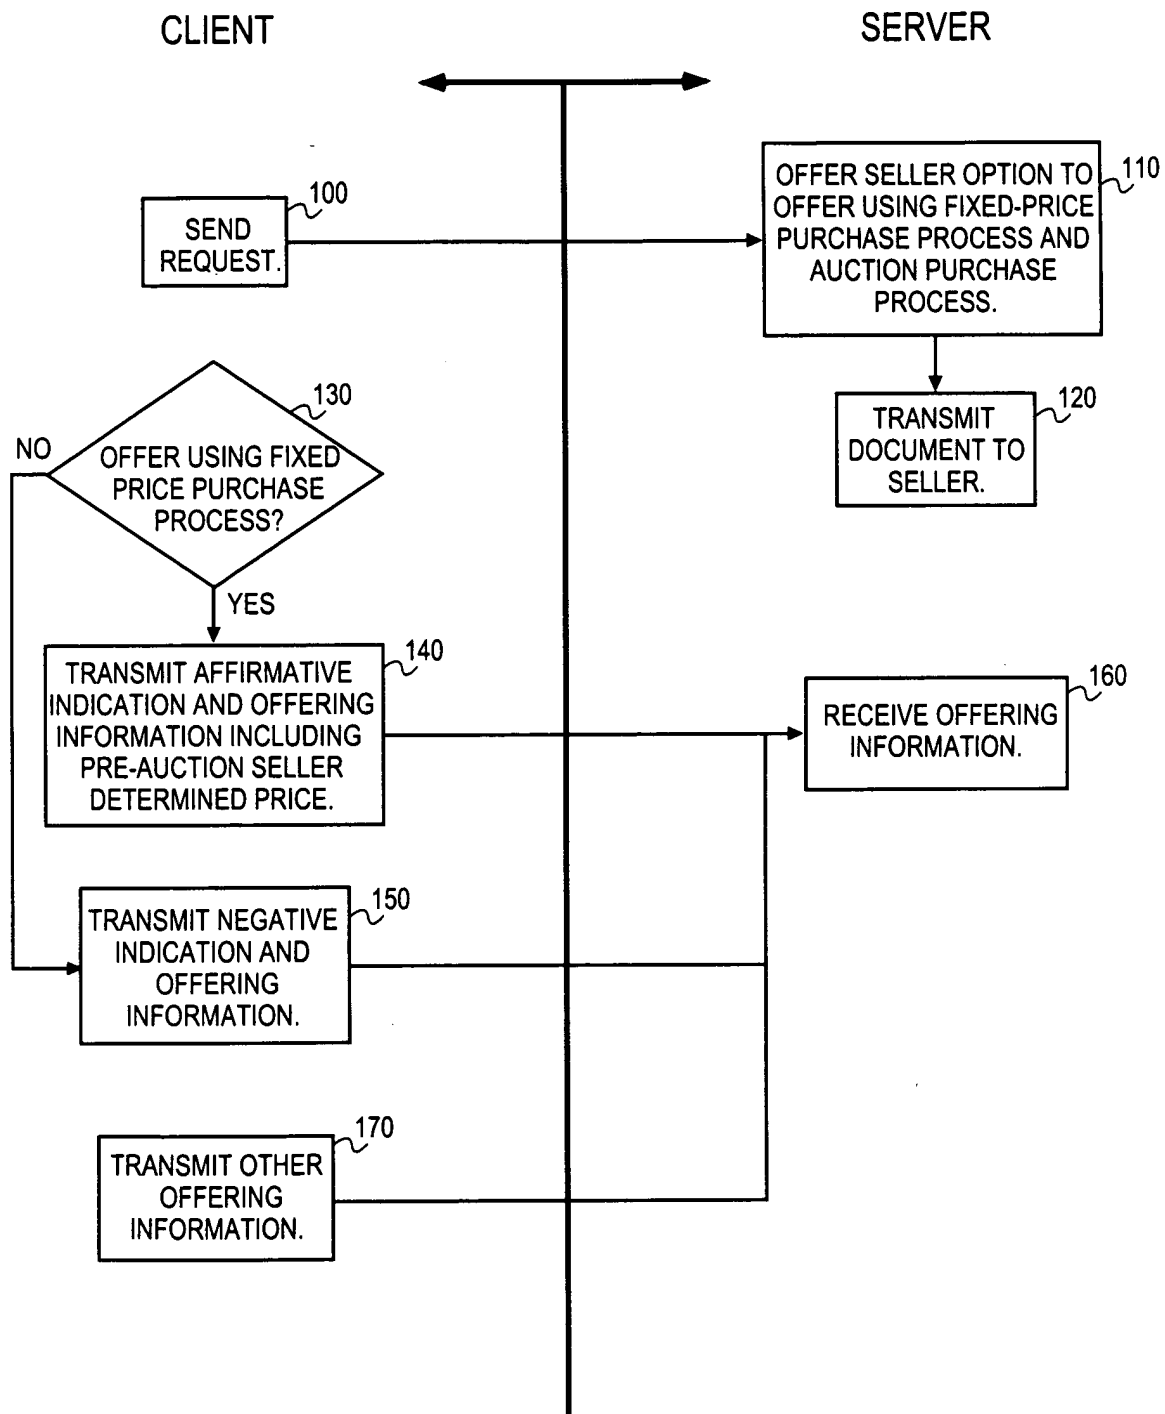 CLIENT
SERVER
100
SEND
REQUEST.
110
OFFER SELLER OPTION TO
OFFER USING FIXED-PRICE
PURCHASE PROCESS AND
AUCTION PURCHASE
PROCESS.
120
TRANSMIT
DOCUMENT TO
SELLER.
130
NO
OFFER USING FIXED
PRICE PURCHASE
PROCESS?
YES
140
TRANSMIT AFFIRMATIVE
INDICATION AND OFFERING
INFORMATION INCLUDING
PRE-AUCTION SELLER
DETERMINED PRICE.
160
RECEIVE OFFERING
INFORMATION.
150
TRANSMIT NEGATIVE
INDICATION AND
OFFERING
INFORMATION.
170
TRANSMIT OTHER
OFFERING
INFORMATION.